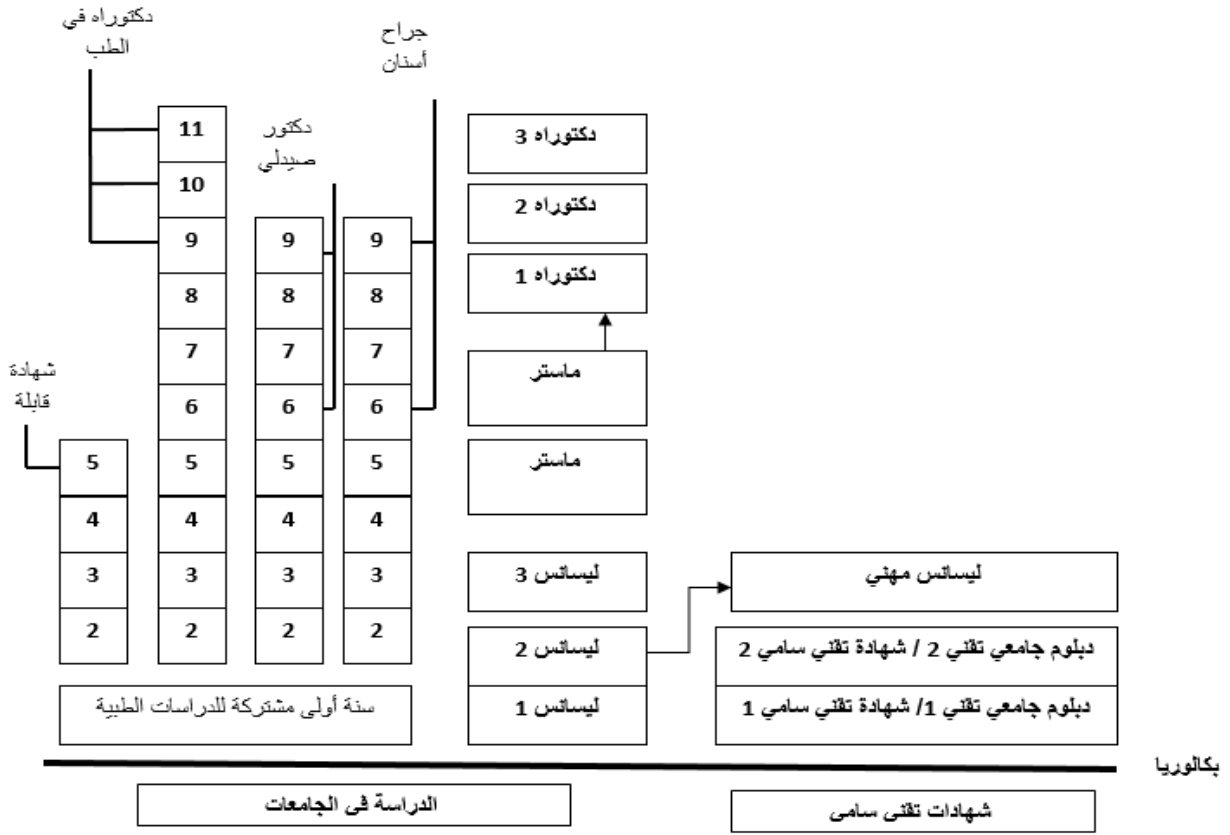 دكتوراه في
الطب
جراح
أسنان
دكتور
صيدلي
شهادة
قابلة
11
10
9
8
7
6
5
4
3
2
9
8
7
6
5
4
3
2
9
8
7
6
5
4
3
2
5
4
3
2
سنة أولى مشتركة للدراسات الطبية
دكتوراه 3
دكتوراه 2
دكتوراه 1
ماستر
ماستر
ليسانس 3
ليسانس 2
ليسانس 1
ليسانس مهني
دبلوم جامعي تقني 2 / شهادة تقني سامي 2
دبلوم جامعي تقني 1/ شهادة تقني سامي 1
بكالوريا
الدراسة في الجامعات
شهادات تقني سامي